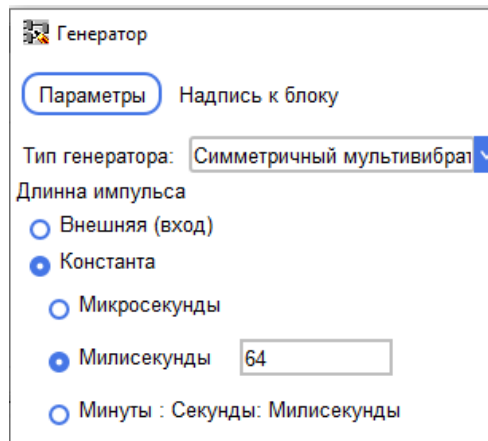 Генератор
Параметры Надпись к блоку
Тип генератора: Симметричный мультивибрат
Длинна импульса
Внешняя (вход)
Константа
Микросекунды
Милисекунды 64
Минуты : Секунды: Милисекунды